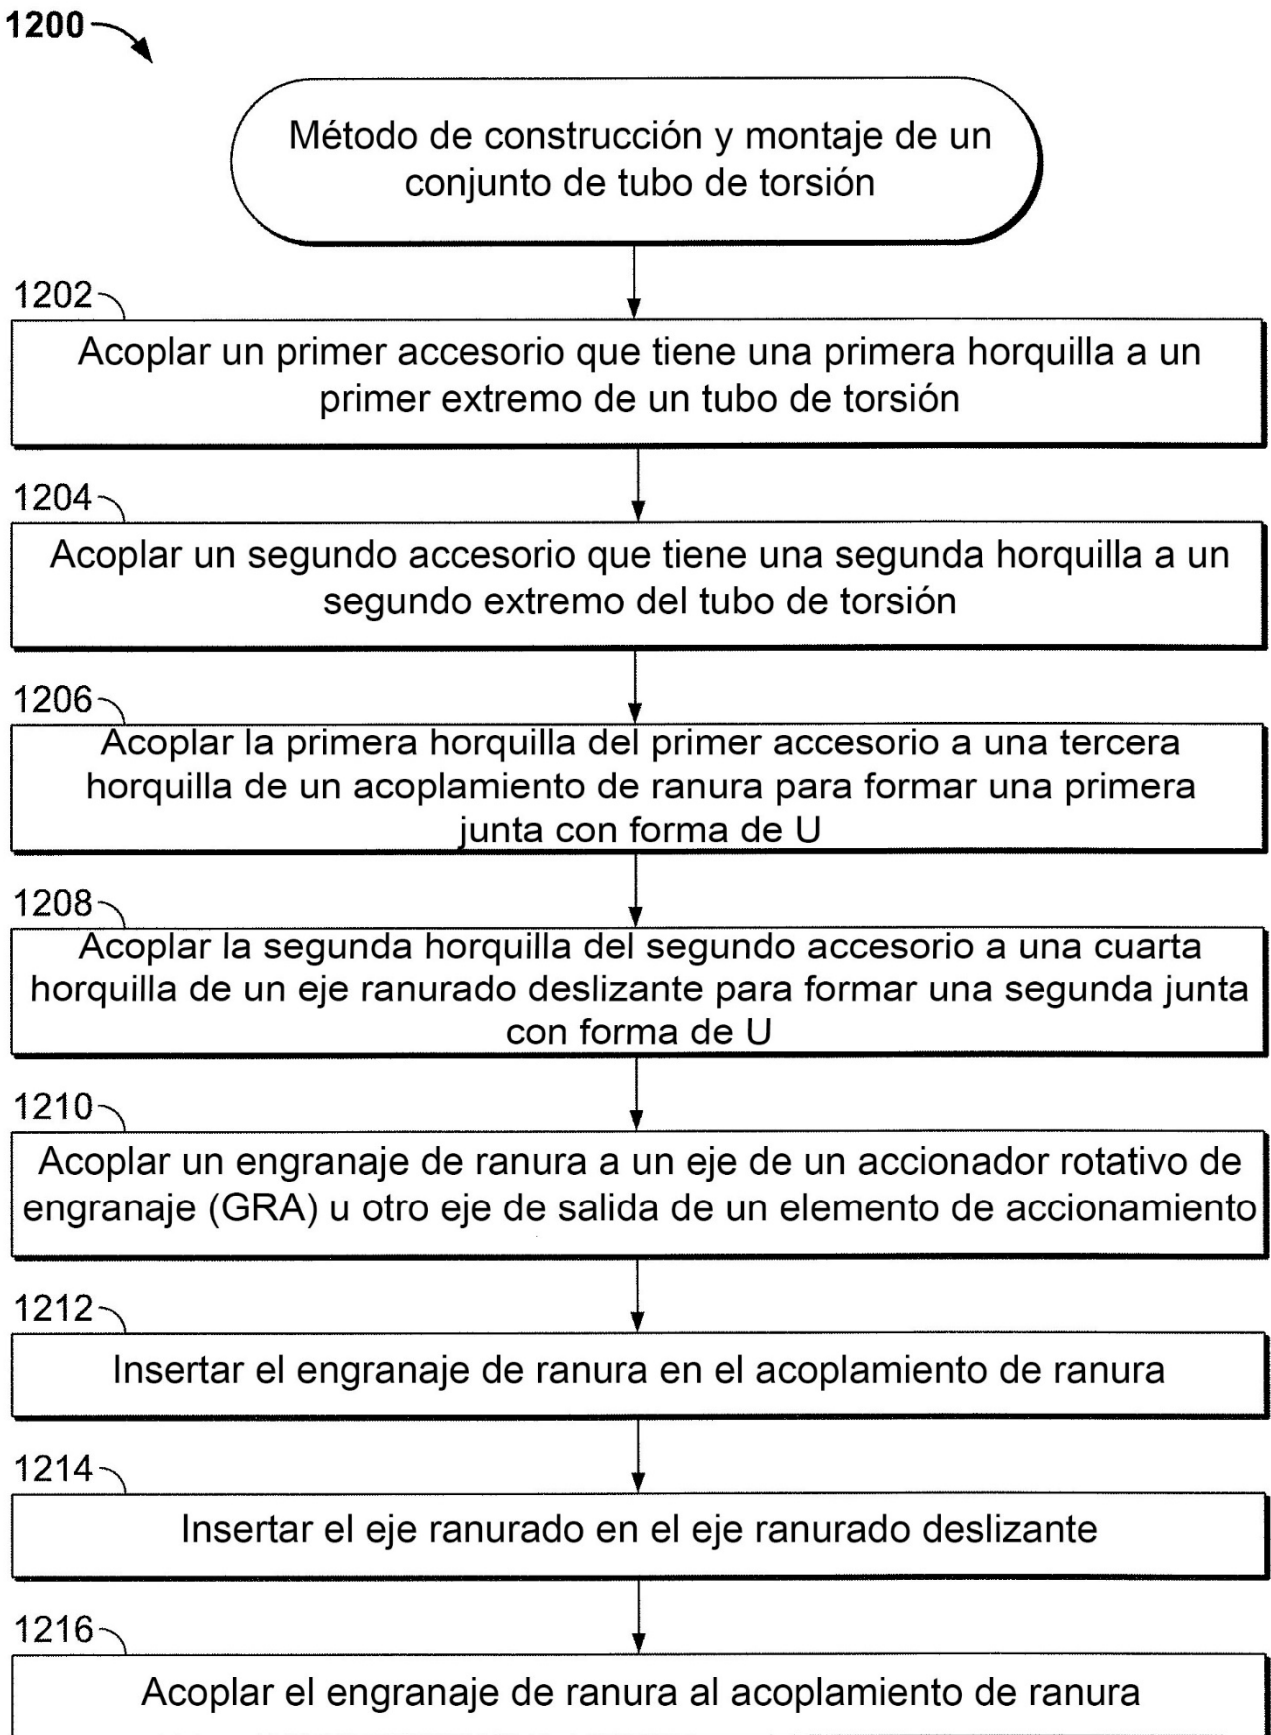 1200
Método de construcción y montaje de un
conjunto de tubo de torsión
1202
Acoplar un primer accesorio que tiene una primera horquilla a un
primer extremo de un tubo de torsión
1204
Acoplar un segundo accesorio que tiene una segunda horquilla a un
segundo extremo del tubo de torsión
1206
Acoplar la primera horquilla del primer accesorio a una tercera
horquilla de un acoplamiento de ranura para formar una primera
junta con forma de U
1208
Acoplar la segunda horquilla del segundo accesorio a una cuarta
horquilla de un eje ranurado deslizante para formar una segunda junta
con forma de U
1210
Acoplar un engranaje de ranura a un eje de un accionador rotativo de
engranaje (GRA) u otro eje de salida de un elemento de accionamiento
1212
Insertar el engranaje de ranura en el acoplamiento de ranura
1214
Insertar el eje ranurado en el eje ranurado deslizante
1216
Acoplar el engranaje de ranura al acoplamiento de ranura